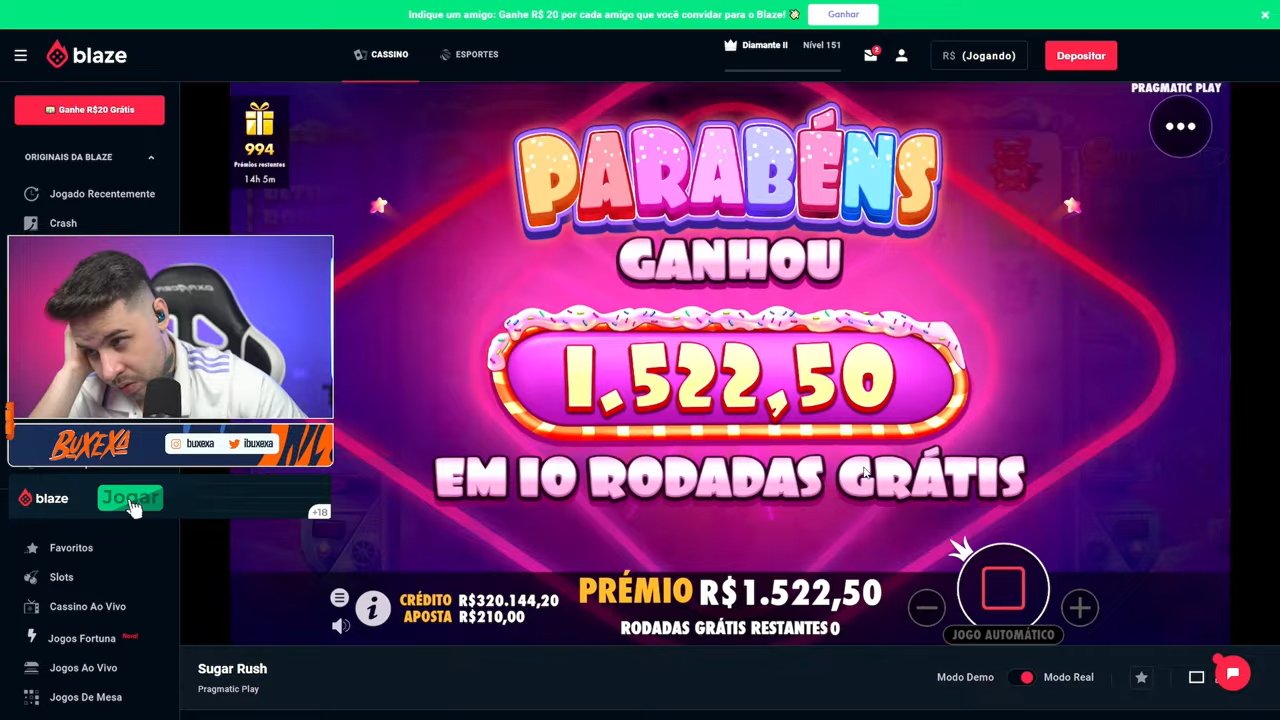 Indique um amigo: Ganhe R$ 20 por cada amigo que você convidar para o Blaze!
Ganhar
blaze
CASSINO
ESPORTES
Diamante II
Nível 151
2
R$ (Jogando)
Depositar
Ganhe R$20 Grátis
ORIGINAIS DA BLAZE
Jogado Recentemente
Crash
BUXEXA
buxexa
ibuxexa
blaze
Jogar
+18
Favoritos
Slots
Cassino Ao Vivo
Jogos Fortuna Nova!
Jogos Ao Vivo
Jogos De Mesa
994
Prêmios restantes
14h 5m
PRAGMATIC PLAY
PARABÉNS
GANHOU
1.522,50
EM 10 RODADAS GRÁTIS
CRÉDITO R$320.144,20
APOSTA R$210,00
PRÉMIO R$1.522,50
RODADAS GRÁTIS RESTANTES 0
JOGO AUTOMÁTICO
Sugar Rush
Pragmatic Play
Modo Demo
Modo Real